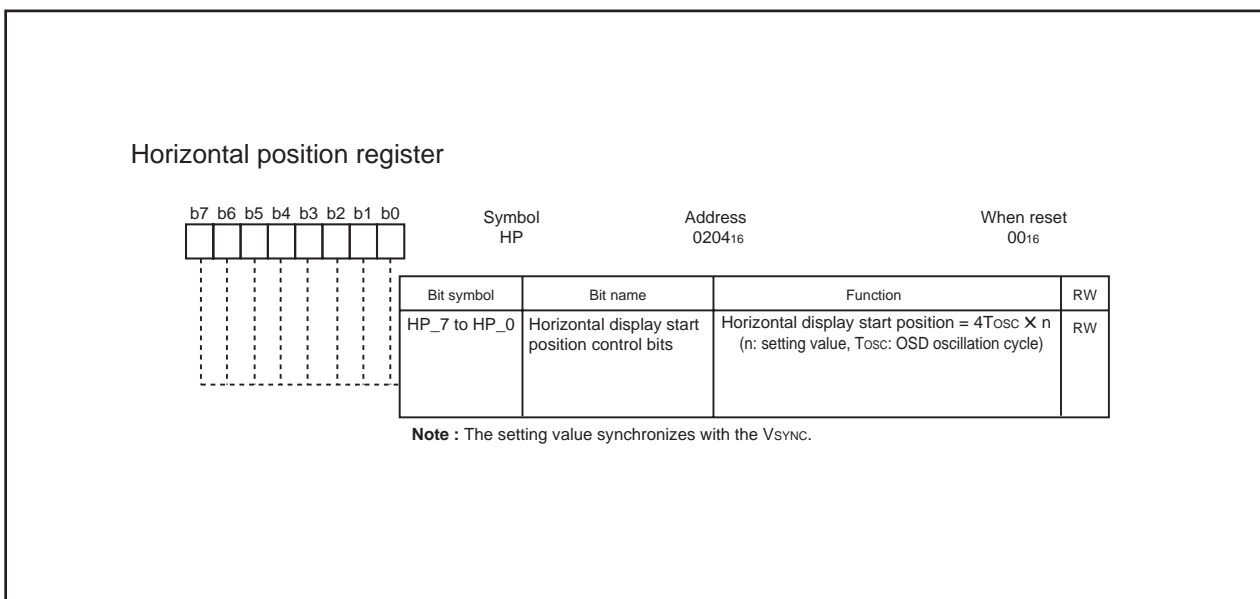 Horizontal position register
b7 b6 b5 b4 b3 b2 b1 b0
Symbol Address When reset
HP 020416 0016
Bit symbol Bit name Function RW
HP_7 to HP_0 Horizontal display start position control bits Horizontal display start position = 4Tosc X n (n: setting value, Tosc: OSD oscillation cycle) RW
Note : The setting value synchronizes with the VSYNC.